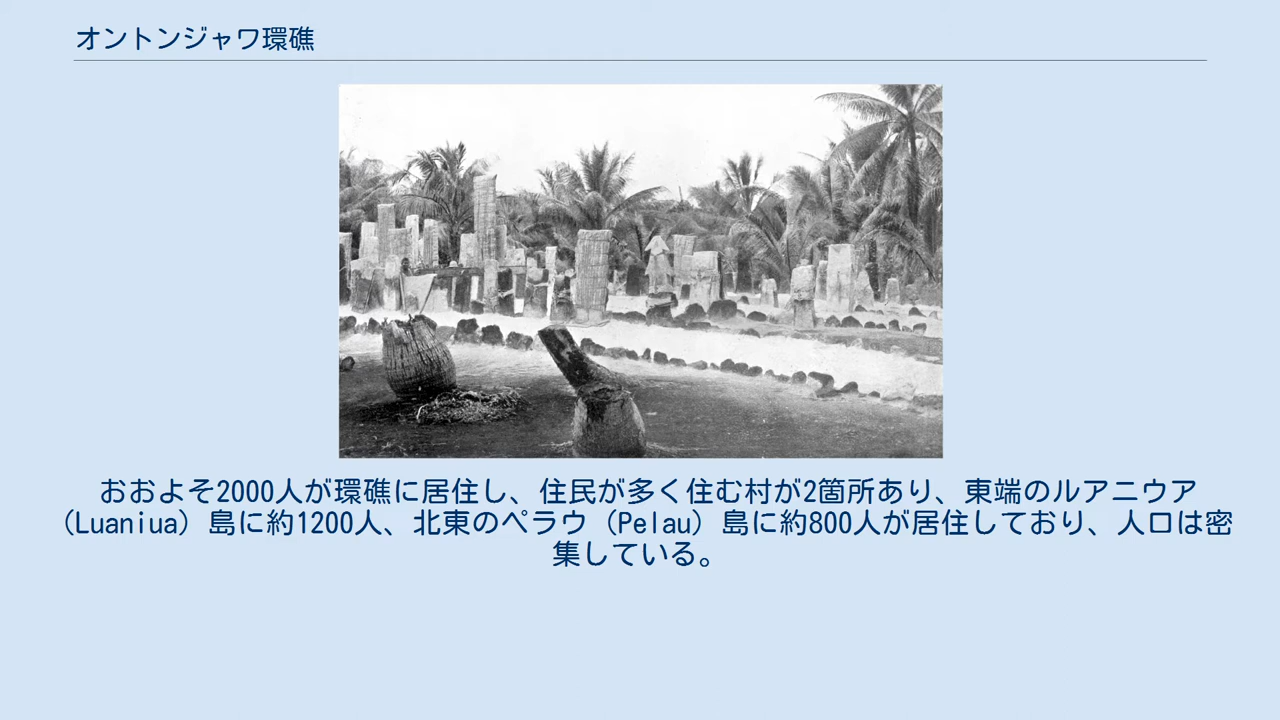 オントンジャワ環礁
おおよそ2000人が環礁に居住し、住民が多く住む村が2箇所あり、東端のルアニウア
（Luaniua）島に約1200人、北東のペラウ（Pelau）島に約800人が居住しており、人口は密
集している。